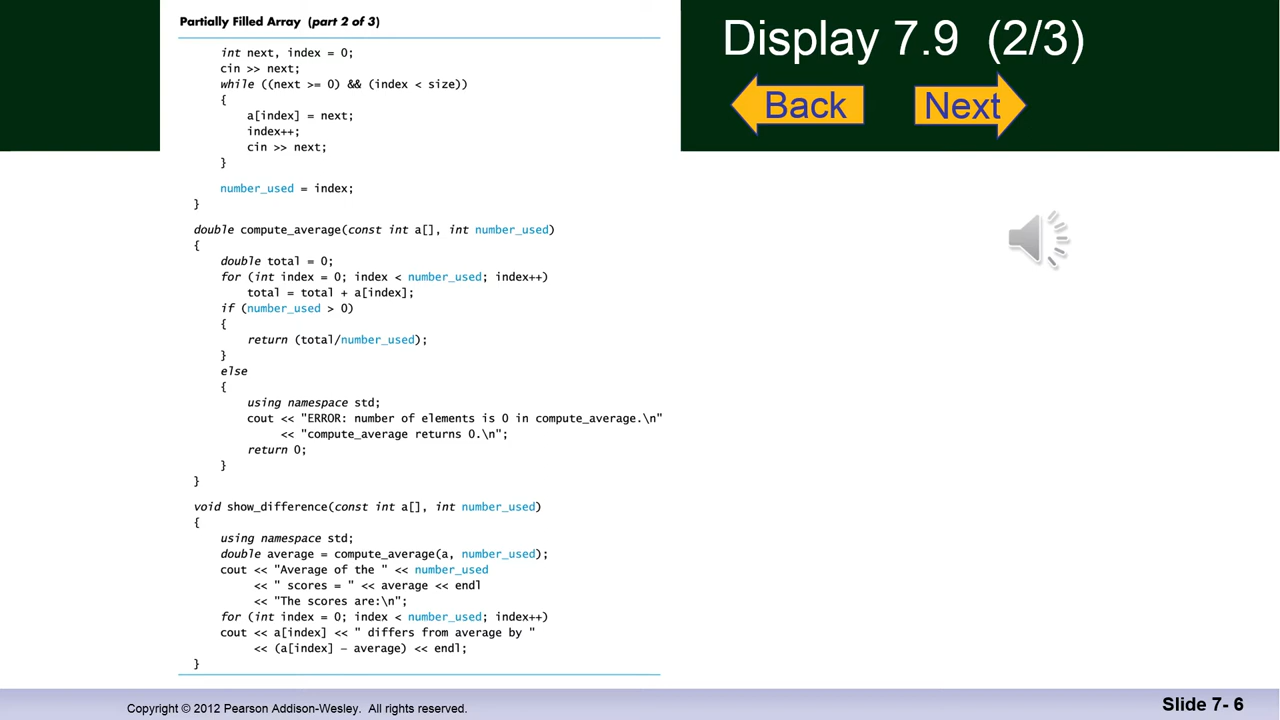 Partially Filled Array (part 2 of 3)
int next, index = 0;
cin >> next;
while ((next >= 0) && (index < size))
{
a[index] = next;
index++;
cin >> next;
}
number_used = index;
}
double compute_average(const int a[], int number_used)
{
double total = 0;
for (int index = 0; index < number_used; index++)
total = total + a[index];
if (number_used > 0)
{
return (total/number_used);
}
else
{
using namespace std;
cout << "ERROR: number of elements is 0 in compute_average.\n"
<< "compute_average returns 0.\n";
return 0;
}
}
void show_difference(const int a[], int number_used)
{
using namespace std;
double average = compute_average(a, number_used);
cout << "Average of the " << number_used
<< " scores = " << average << endl
<< "The scores are:\n";
for (int index = 0; index < number_used; index++)
cout << a[index] << " differs from average by "
<< (a[index] – average) << endl;
}
Display 7.9 (2/3)
Back
Next
Copyright © 2012 Pearson Addison-Wesley. All rights reserved.
Slide 7- 6